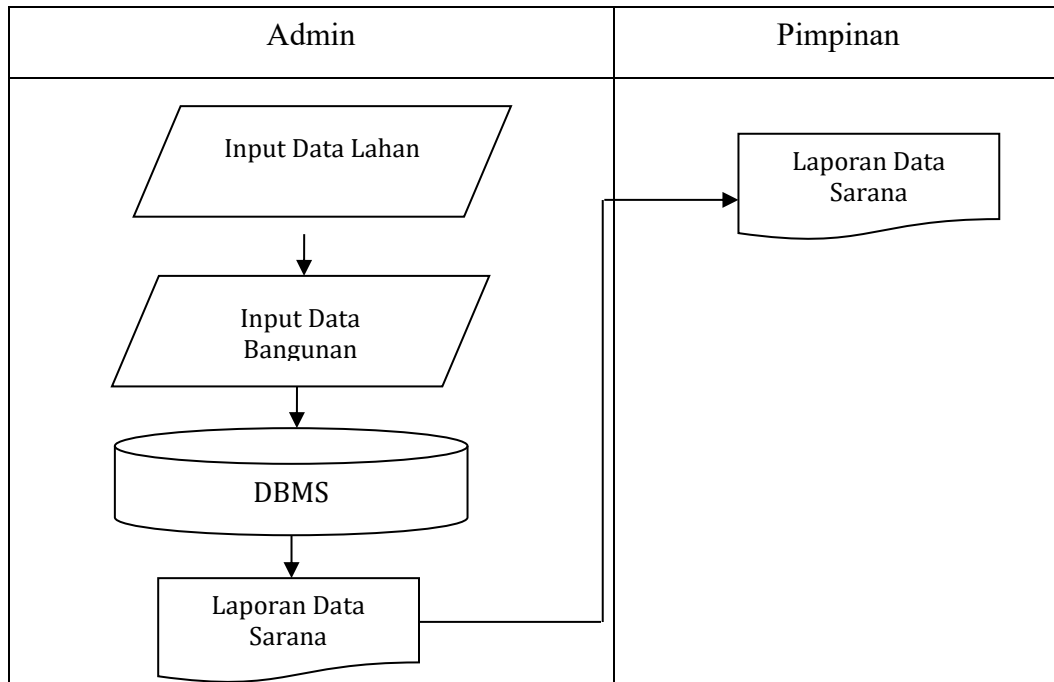 Admin
Pimpinan
Input Data Lahan
Input Data
Bangunan
DBMS
Laporan Data
Sarana
Laporan Data
Sarana